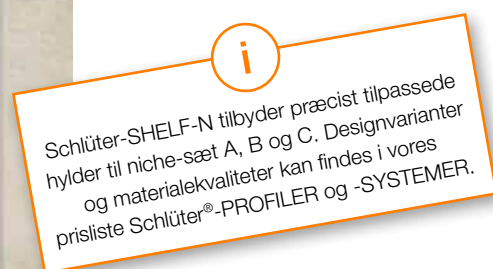 i
Schlüter-SHELF-N tilbyder præcist tilpassede
hylder til niche-sæt A, B og C. Designvarianter
og materialekvaliteter kan findes i vores
prisliste Schlüter®-PROFILER og -SYSTEMER.